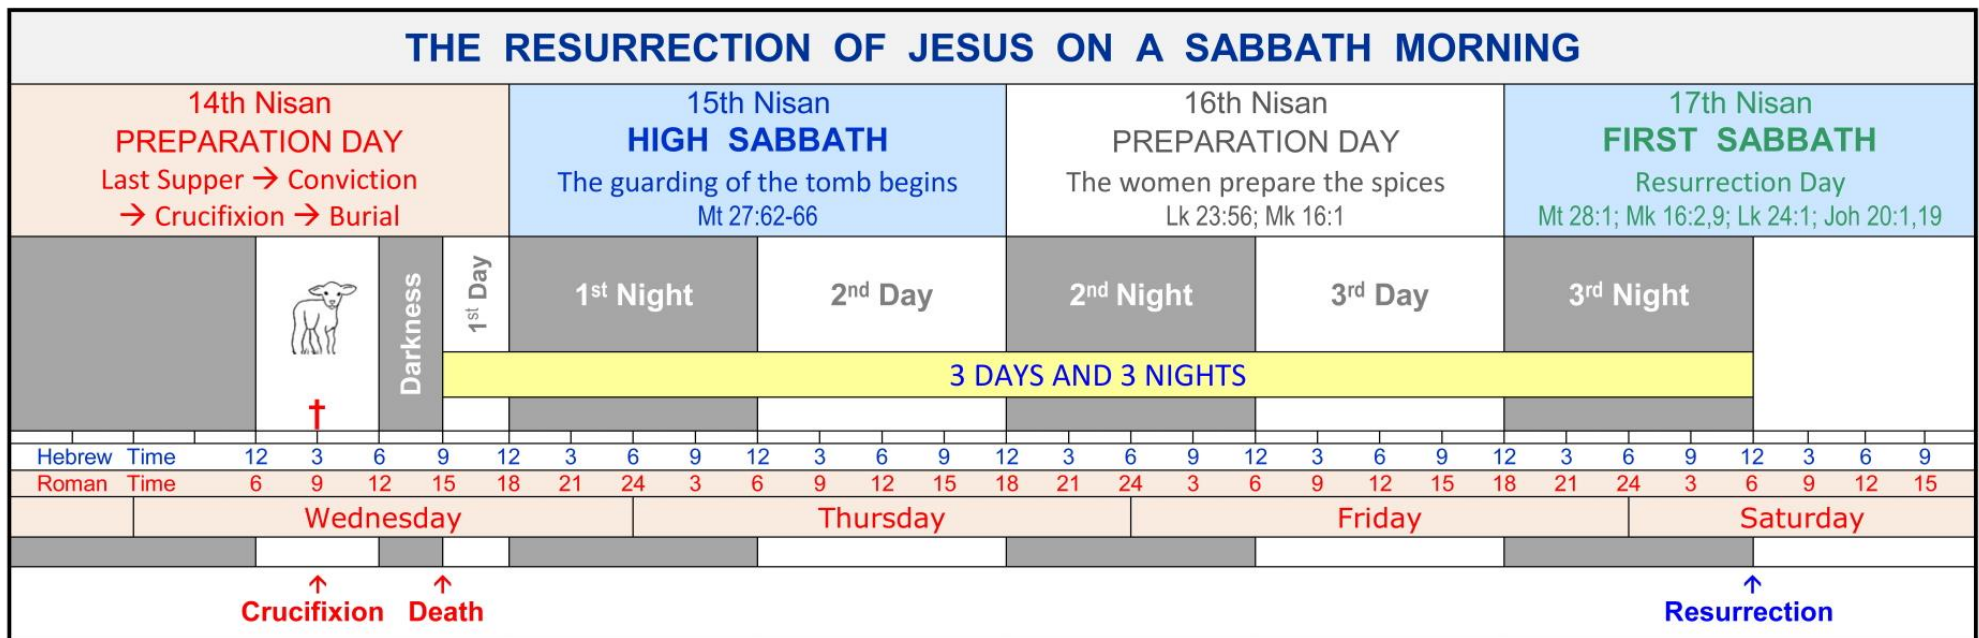 THE RESURRECTION OF JESUS ON A SABBATH MORNING
14th Nisan
PREPARATION DAY
Last Supper → Conviction
→ Crucifixion → Burial
15th Nisan
HIGH SABBATH
The guarding of the tomb begins
Mt 27:62-66
16th Nisan
PREPARATION DAY
The women prepare the spices
Lk 23:56; Mk 16:1
17th Nisan
FIRST SABBATH
Resurrection Day
Mt 28:1; Mk 16:2,9; Lk 24:1; Joh 20:1,19
Darkness
1st Day
1st Night
2nd Day
2nd Night
3rd Day
3rd Night
3 DAYS AND 3 NIGHTS
Hebrew Time 12 3 6 9 12 3 6 9 12 3 6 9 12 3 6 9 12 3 6 9 12 3 6 9 12 3 6 9
Roman Time 6 9 12 15 18 21 24 3 6 9 12 15 18 21 24 3 6 9 12 15 18 21 24 3 6 9 12 15
Wednesday Thursday Friday Saturday
Crucifixion Death Resurrection